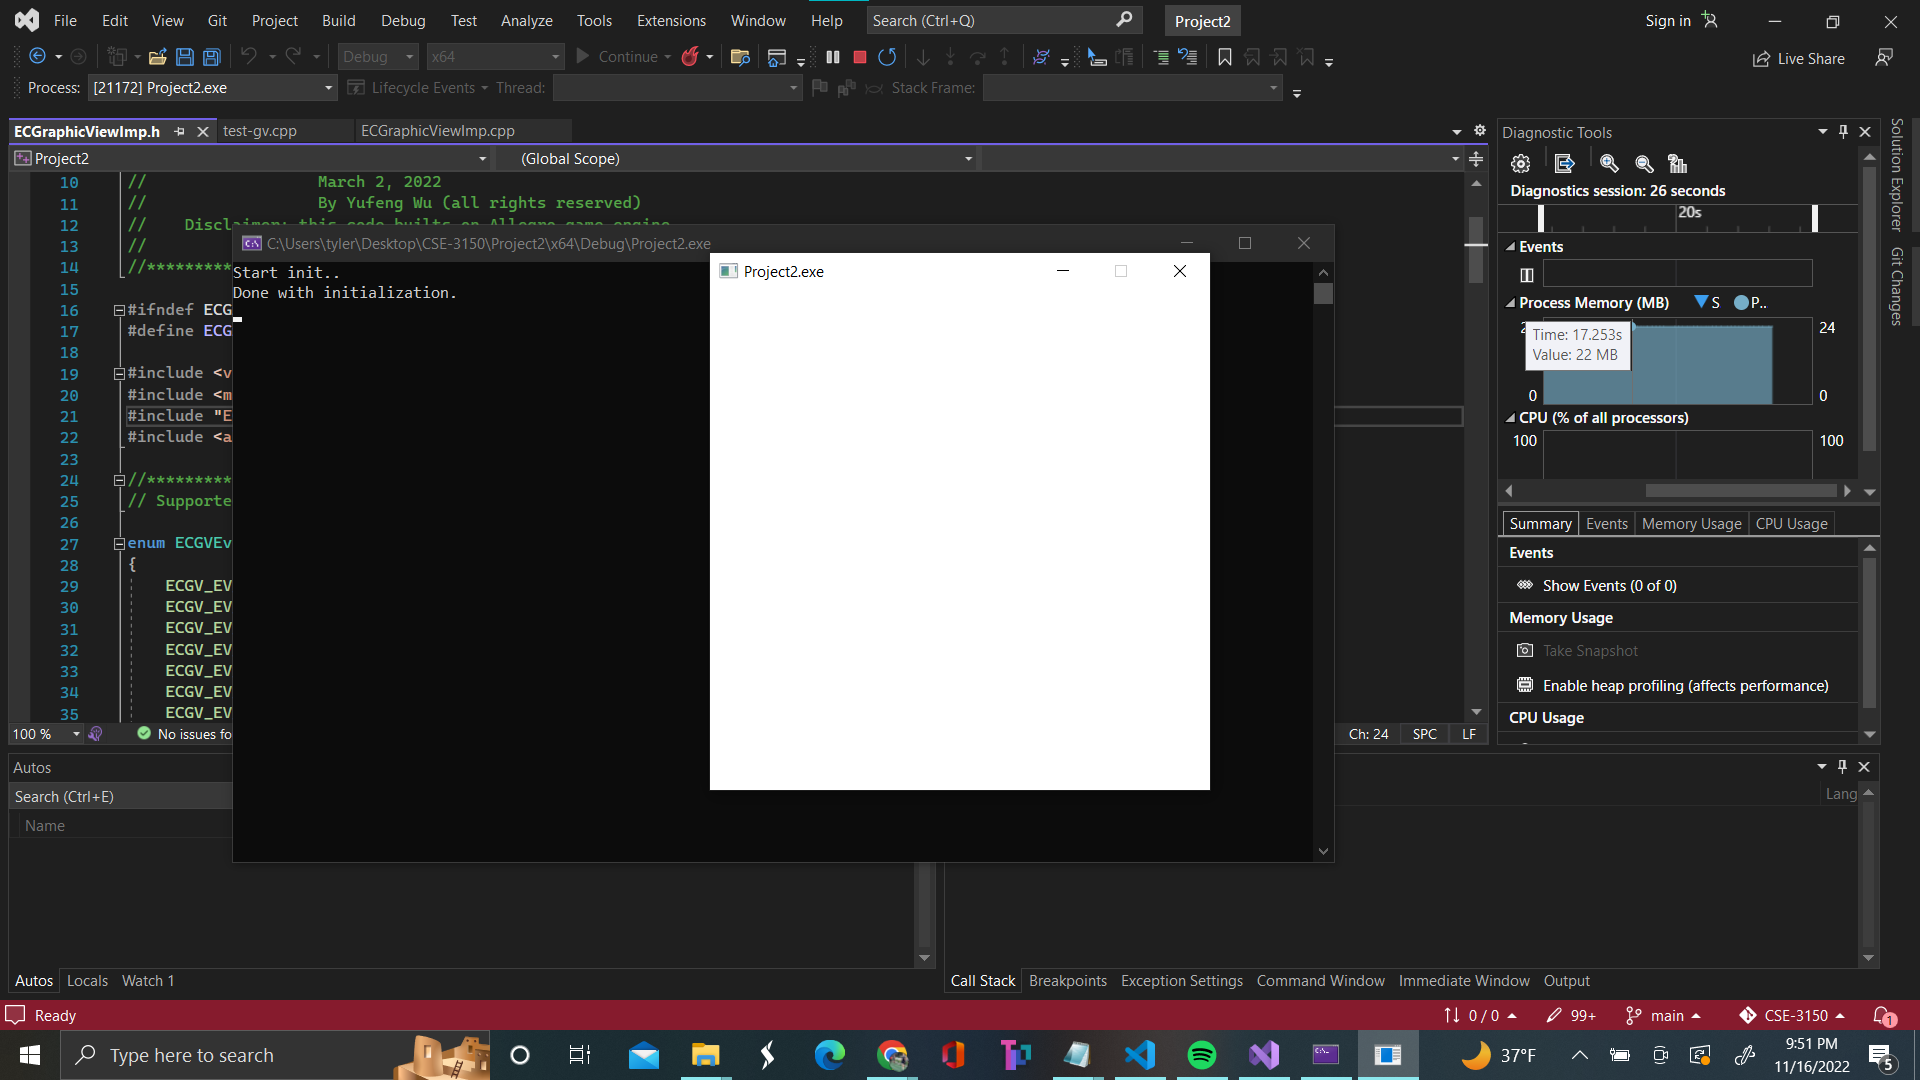 File Edit View Git Project Build Debug Test Analyze Tools Extensions Window Help Search (Ctrl+Q) Project2 Sign in
Debug x64 Continue Live Share
Process: [21172] Project2.exe Lifecycle Events Thread: Stack Frame:
ECGraphicViewImp.h test-gv.cpp ECGraphicViewImp.cpp
Project2 (Global Scope)
10 // March 2, 2022
11 // By Yufeng Wu (all rights reserved)
12 // Disclaimer: this code builts on Allegro game engine
13 //
14 //***********
15
16 #ifndef ECG
17 #define ECG
18
19 #include <v
20 #include <m
21 #include "E
22 #include <a
23
24 //***********
25 // Supporte
26
27 enum ECGVEv
28 {
29 ECGV_EV
30 ECGV_EV
31 ECGV_EV
32 ECGV_EV
33 ECGV_EV
34 ECGV_EV
35 ECGV_EV
100 % No issues fo Ch: 24 SPC LF
C:\Users\tyler\Desktop\CSE-3150\Project2\x64\Debug\Project2.exe
Start init..
Done with initialization.
Project2.exe
Diagnostic Tools
Diagnostics session: 26 seconds
20s
Events
Process Memory (MB) S P..
2 24
Time: 17.253s
Value: 22 MB
0 0
CPU (% of all processors)
100 100
Summary Events Memory Usage CPU Usage
Events
Show Events (0 of 0)
Memory Usage
Take Snapshot
Enable heap profiling (affects performance)
CPU Usage
Solution Explorer
Git Changes
Autos
Search (Ctrl+E)
Name
Lang
Autos Locals Watch 1
Call Stack Breakpoints Exception Settings Command Window Immediate Window Output
Ready 0 / 0 99+ main CSE-3150 1
Type here to search 37°F 9:51 PM
11/16/2022 5